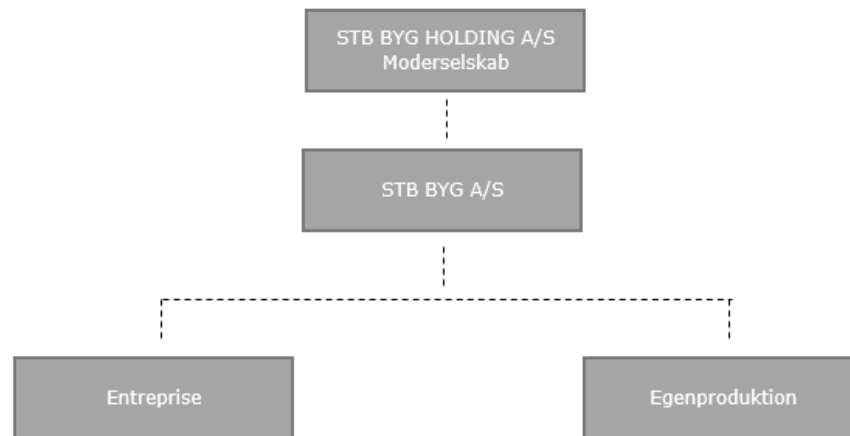 STB BYG HOLDING A/S
Moderselskab
STB BYG A/S
Entreprise
Egenproduktion